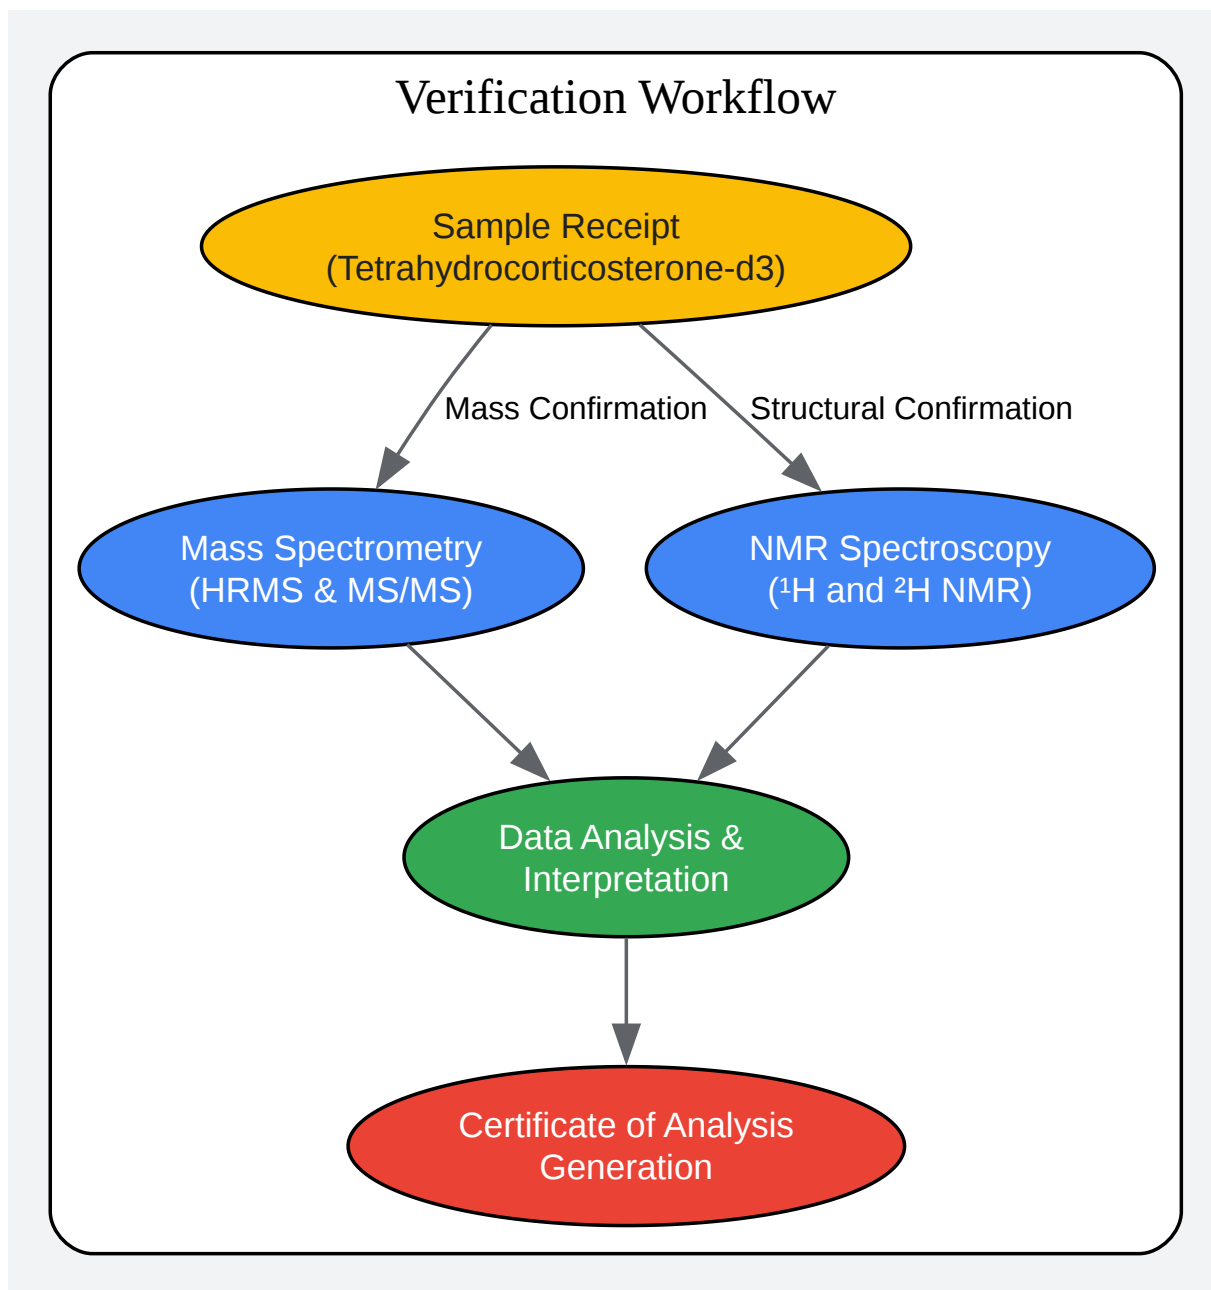 Verification Workflow
Sample Receipt
(Tetrahydrocorticosterone-d3)
Mass Confirmation
Structural Confirmation
Mass Spectrometry
(HRMS & MS/MS)
NMR Spectroscopy
(¹H and ²H NMR)
Data Analysis &
Interpretation
Certificate of Analysis
Generation